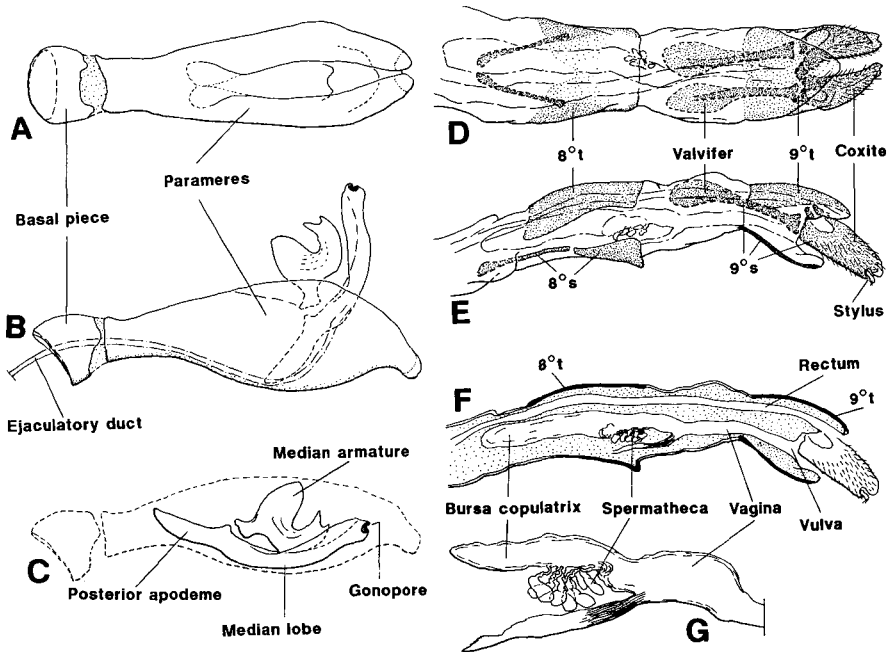 A
Parameres
Basal piece
B
Ejaculatory duct
Median armature
C
Posterior apodeme
Gonopore
Median lobe
D
8°t
Valvifer
9°t
Coxite
8°s
9°s
E
Stylus
8°t
F
Rectum
9°t
Bursa copulatrix
Spermatheca
Vagina
Vulva
G